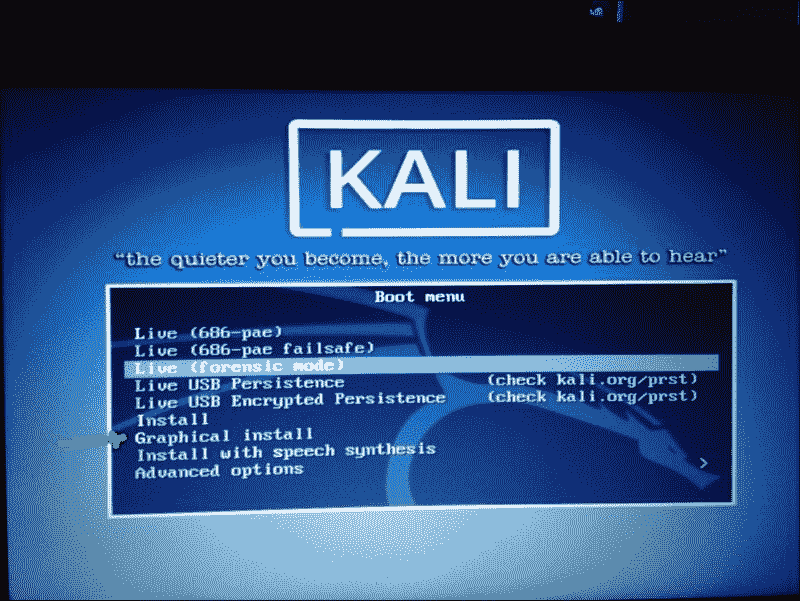 KALI
“the quieter you become, the more you are able to hear”
Boot menu
Live (686-pae)
Live (686-pae failsafe)
Live (forensic mode)
Live USB Persistence (check kali.org/prst)
Live USB Encrypted Persistence (check kali.org/prst)
Install
Graphical install
Install with speech synthesis
Advanced options >